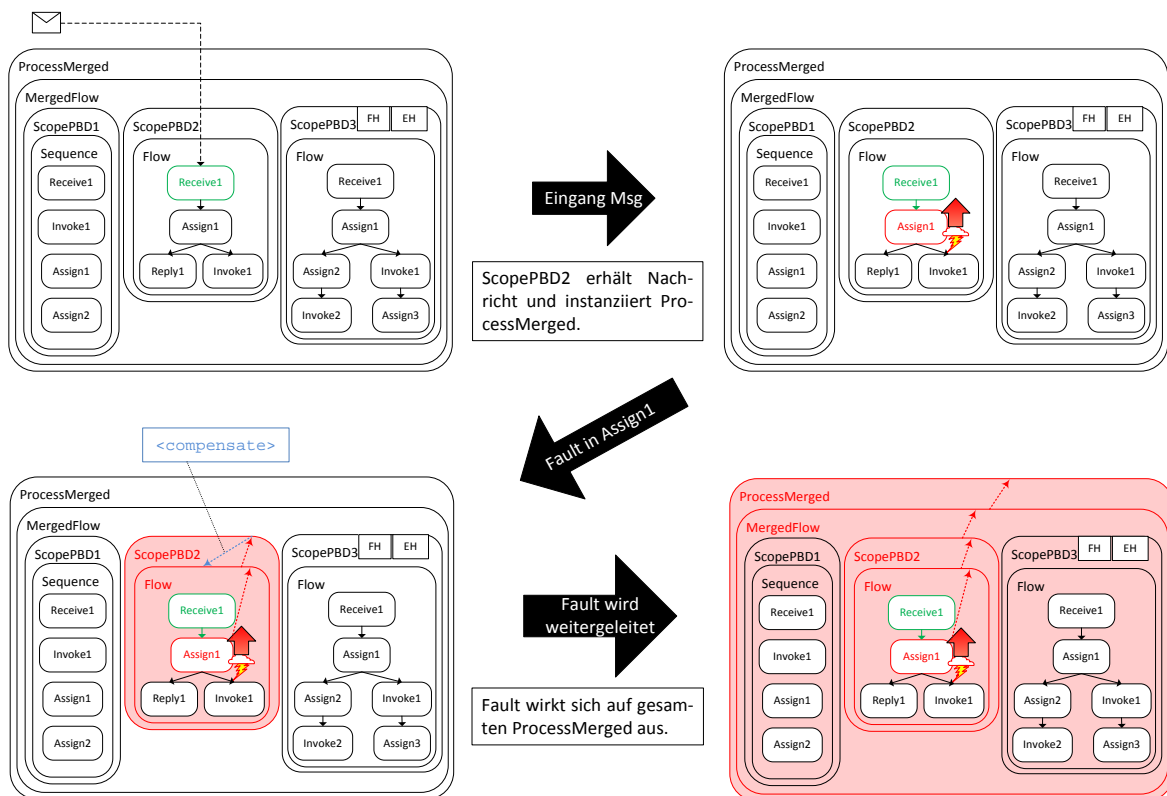 ProcessMerged
MergedFlow
ScopePBD1
Sequence
Receive1
Invoke1
Assign1
Assign2
ScopePBD2
Flow
Receive1
Assign1
Reply1
Invoke1
ScopePBD3
FH
EH
Flow
Receive1
Assign1
Assign2
Invoke1
Invoke2
Assign3
Eingang Msg
ScopePBD2 erhält Nach-
richt und instanziiert Pro-
cessMerged.
ProcessMerged
MergedFlow
ScopePBD1
Sequence
Receive1
Invoke1
Assign1
Assign2
ScopePBD2
Flow
Receive1
Assign1
Reply1
Invoke1
ScopePBD3
FH
EH
Flow
Receive1
Assign1
Assign2
Invoke1
Invoke2
Assign3
Fault in Assign1
<compensate>
ProcessMerged
MergedFlow
ScopePBD1
Sequence
Receive1
Invoke1
Assign1
Assign2
ScopePBD2
Flow
Receive1
Assign1
Reply1
Invoke1
ScopePBD3
FH
EH
Flow
Receive1
Assign1
Assign2
Invoke1
Invoke2
Assign3
Fault wird
weitergeleitet
Fault wirkt sich auf gesam-
ten ProcessMerged aus.
ProcessMerged
MergedFlow
ScopePBD1
Sequence
Receive1
Invoke1
Assign1
Assign2
ScopePBD2
Flow
Receive1
Assign1
Reply1
Invoke1
ScopePBD3
FH
EH
Flow
Receive1
Assign1
Assign2
Invoke1
Invoke2
Assign3